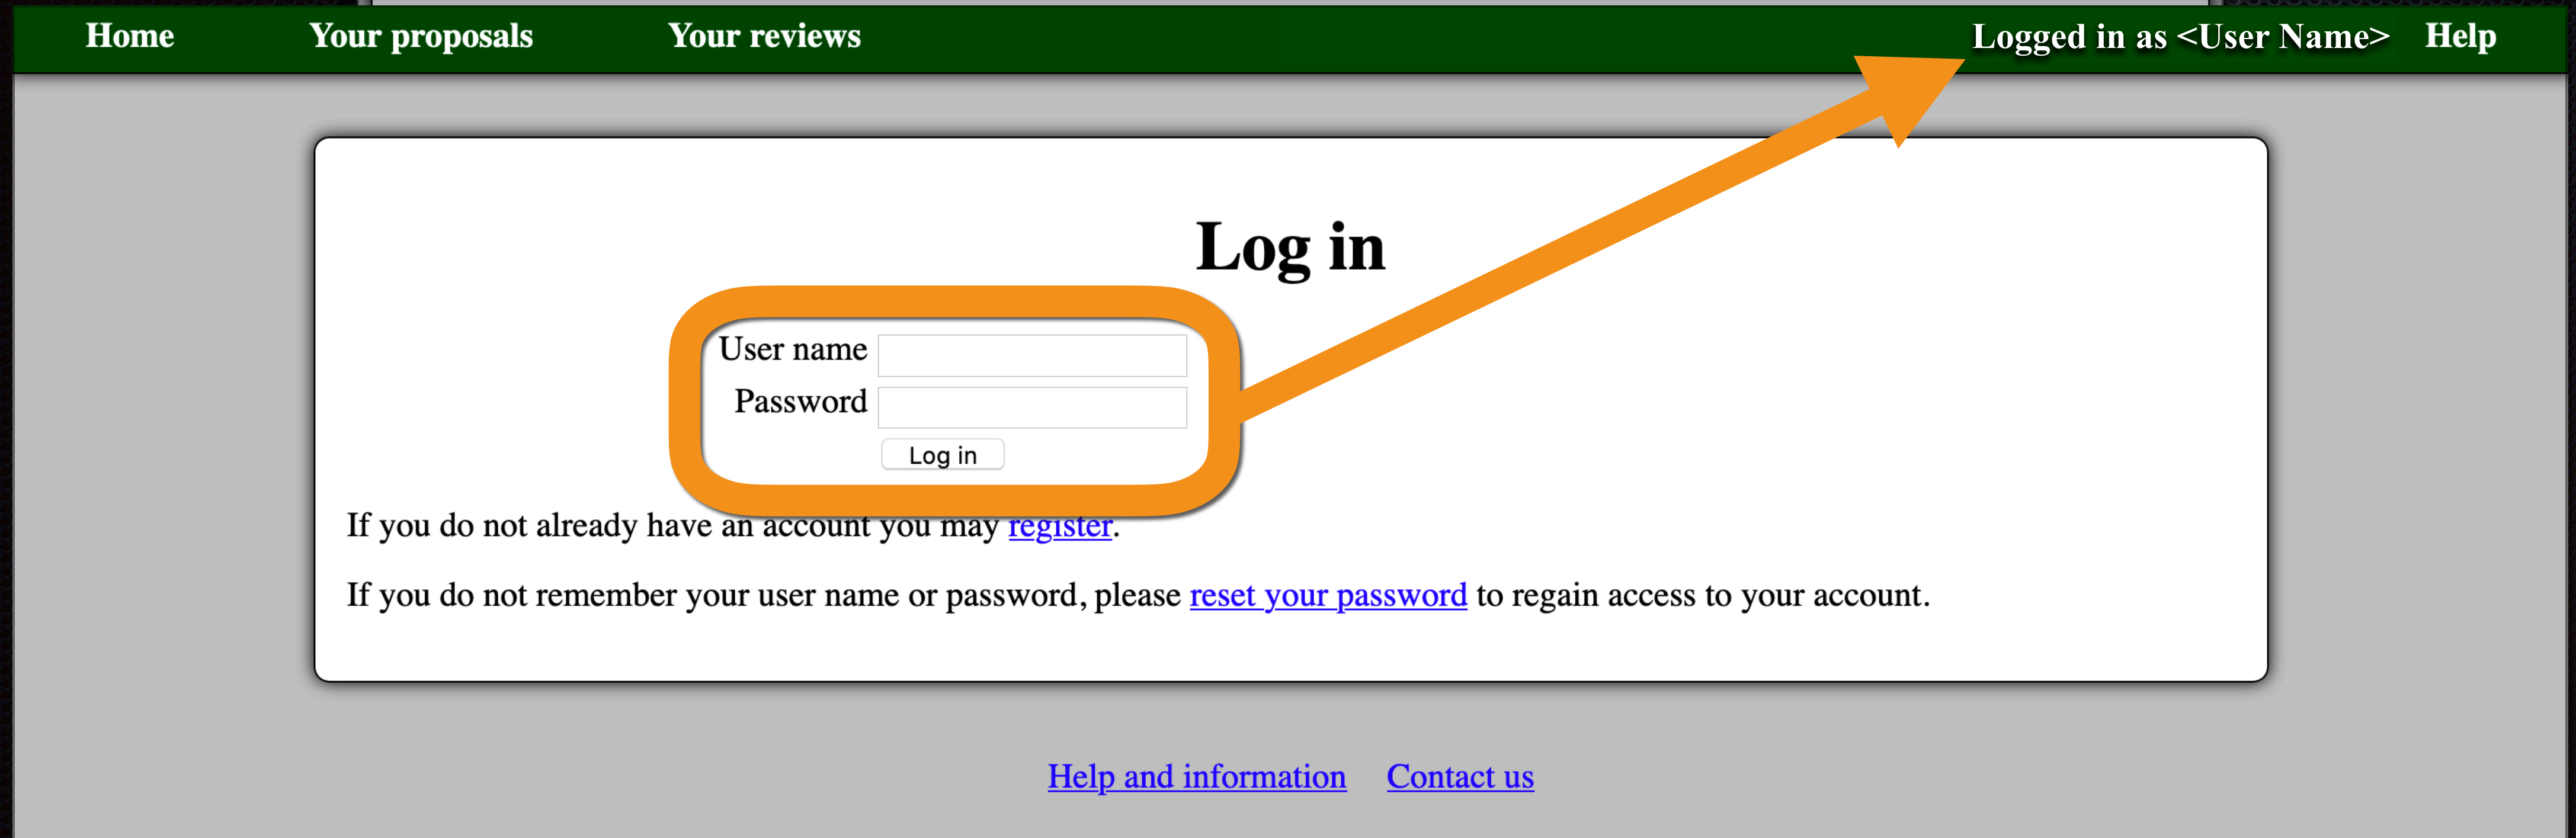 Home Your proposals Your reviews Logged in as <User Name> Help
Log in
User name
Password
Log in
If you do not already have an account you may register.
If you do not remember your user name or password, please reset your password to regain access to your account.
Help and information Contact us